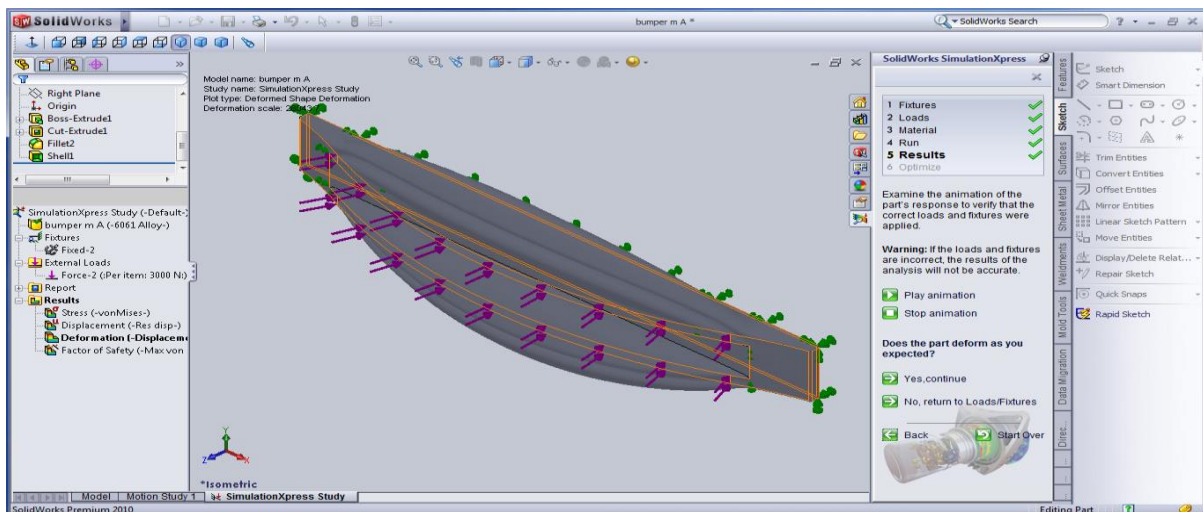 SolidWorks
bumper m A *
SolidWorks Search
Right Plane
Origin
Boss-Extrude1
Cut-Extrude1
Fillet2
Shell1
SimulationXpress Study (-Default-
bumper m A (-6061 Alloy-)
Fixtures
Fixed-2
External Loads
Force-2 (:Per item: 3000 N:)
Report
Results
Stress (-vonMises-)
Displacement (-Res disp-)
Deformation (-Displacem
Factor of Safety (-Max von
Model name: bumper m A
Study name: SimulationXpress Study
Plot type: Deformed Shape Deformation
Deformation scale:
Y
Z
X
*Isometric
SolidWorks SimulationXpress
1 Fixtures
2 Loads
3 Material
4 Run
5 Results
6 Optimize
Examine the animation of the
part's response to verify that the
correct loads and fixtures were
applied.
Warning: If the loads and fixtures
are incorrect, the results of the
analysis will not be accurate.
Play animation
Stop animation
Does the part deform as you
expected?
Yes,continue
No, return to Loads/Fixtures
Back
Start Over
Features
Sketch
Surfaces
Sheet Metal
Weldments
Mold Tools
Data Migration
Direc...
...
...
Sketch
Smart Dimension
Trim Entities
Convert Entities
Offset Entities
Mirror Entities
Linear Sketch Pattern
Move Entities
Display/Delete Relat...
Repair Sketch
Quick Snaps
Rapid Sketch
Model
Motion Study 1
SimulationXpress Study
SolidWorks Premium 2010
Editing Part